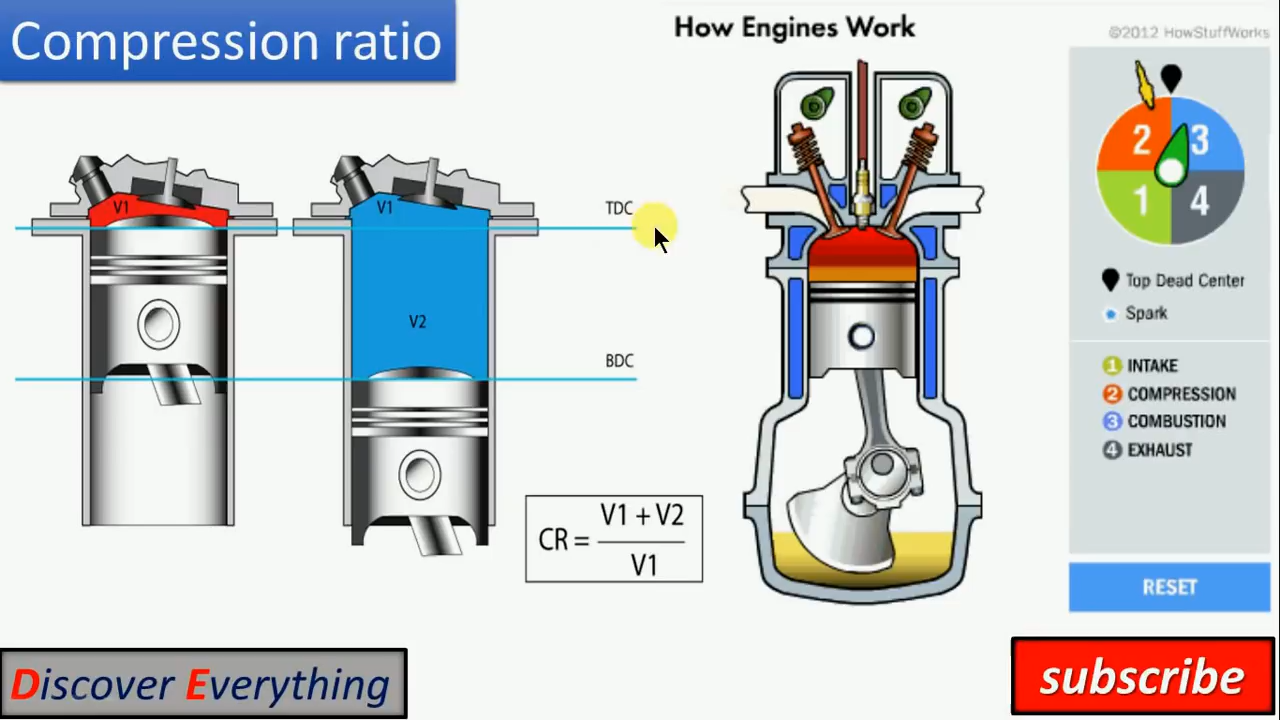 Compression ratio
How Engines Work
©2012 HowStuffWorks
V1
V1
TDC
V2
BDC
CR = V1 + V2
V1
2
3
1
4
Top Dead Center
Spark
1 INTAKE
2 COMPRESSION
3 COMBUSTION
4 EXHAUST
RESET
Discover Everything
subscribe